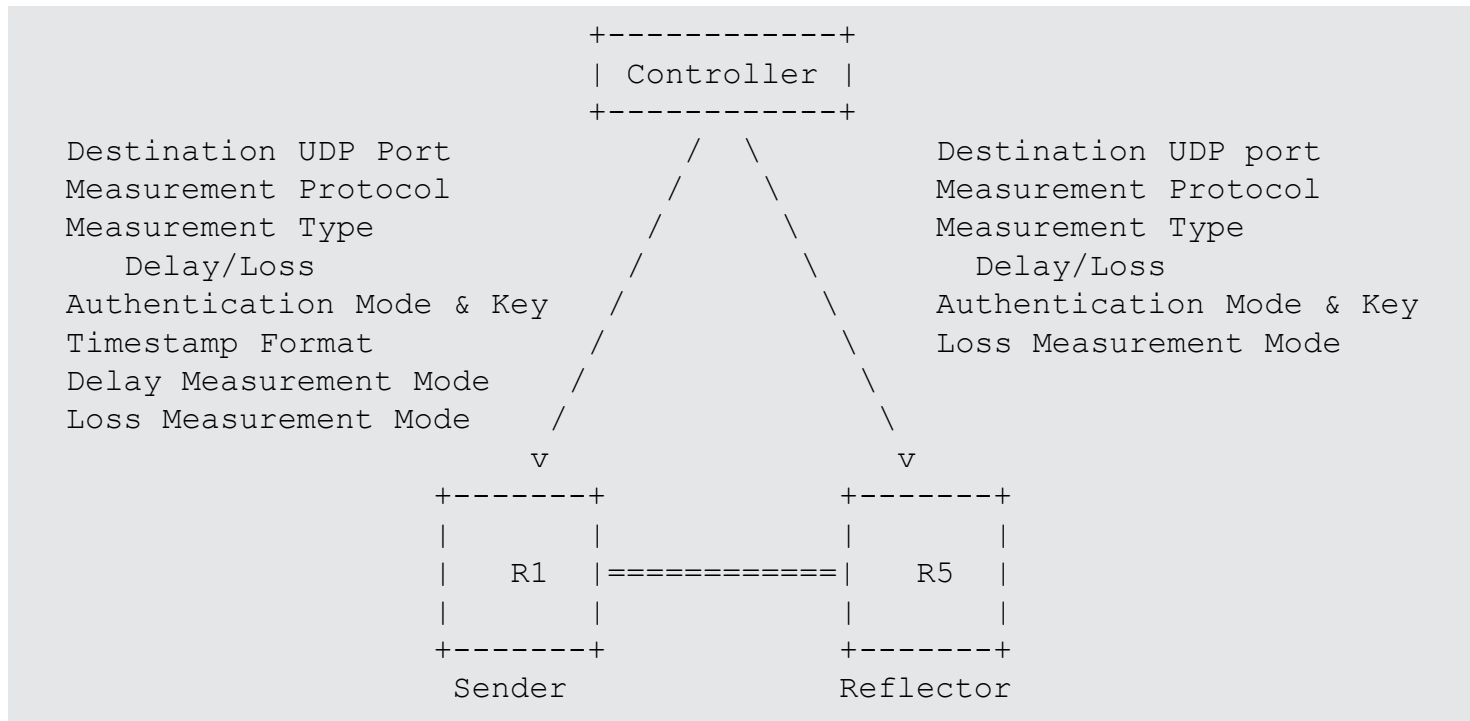 +------------+
| Controller |
+------------+
Destination UDP Port / \ Destination UDP port
Measurement Protocol / \ Measurement Protocol
Measurement Type / \ Measurement Type
Delay/Loss / \ Delay/Loss
Authentication Mode & Key / \ Authentication Mode & Key
Timestamp Format / \ Loss Measurement Mode
Delay Measurement Mode / \
Loss Measurement Mode / \
v v
+-------+ +-------+
| | | |
| R1 |============| R5 |
| | | |
+-------+ +-------+
Sender Reflector